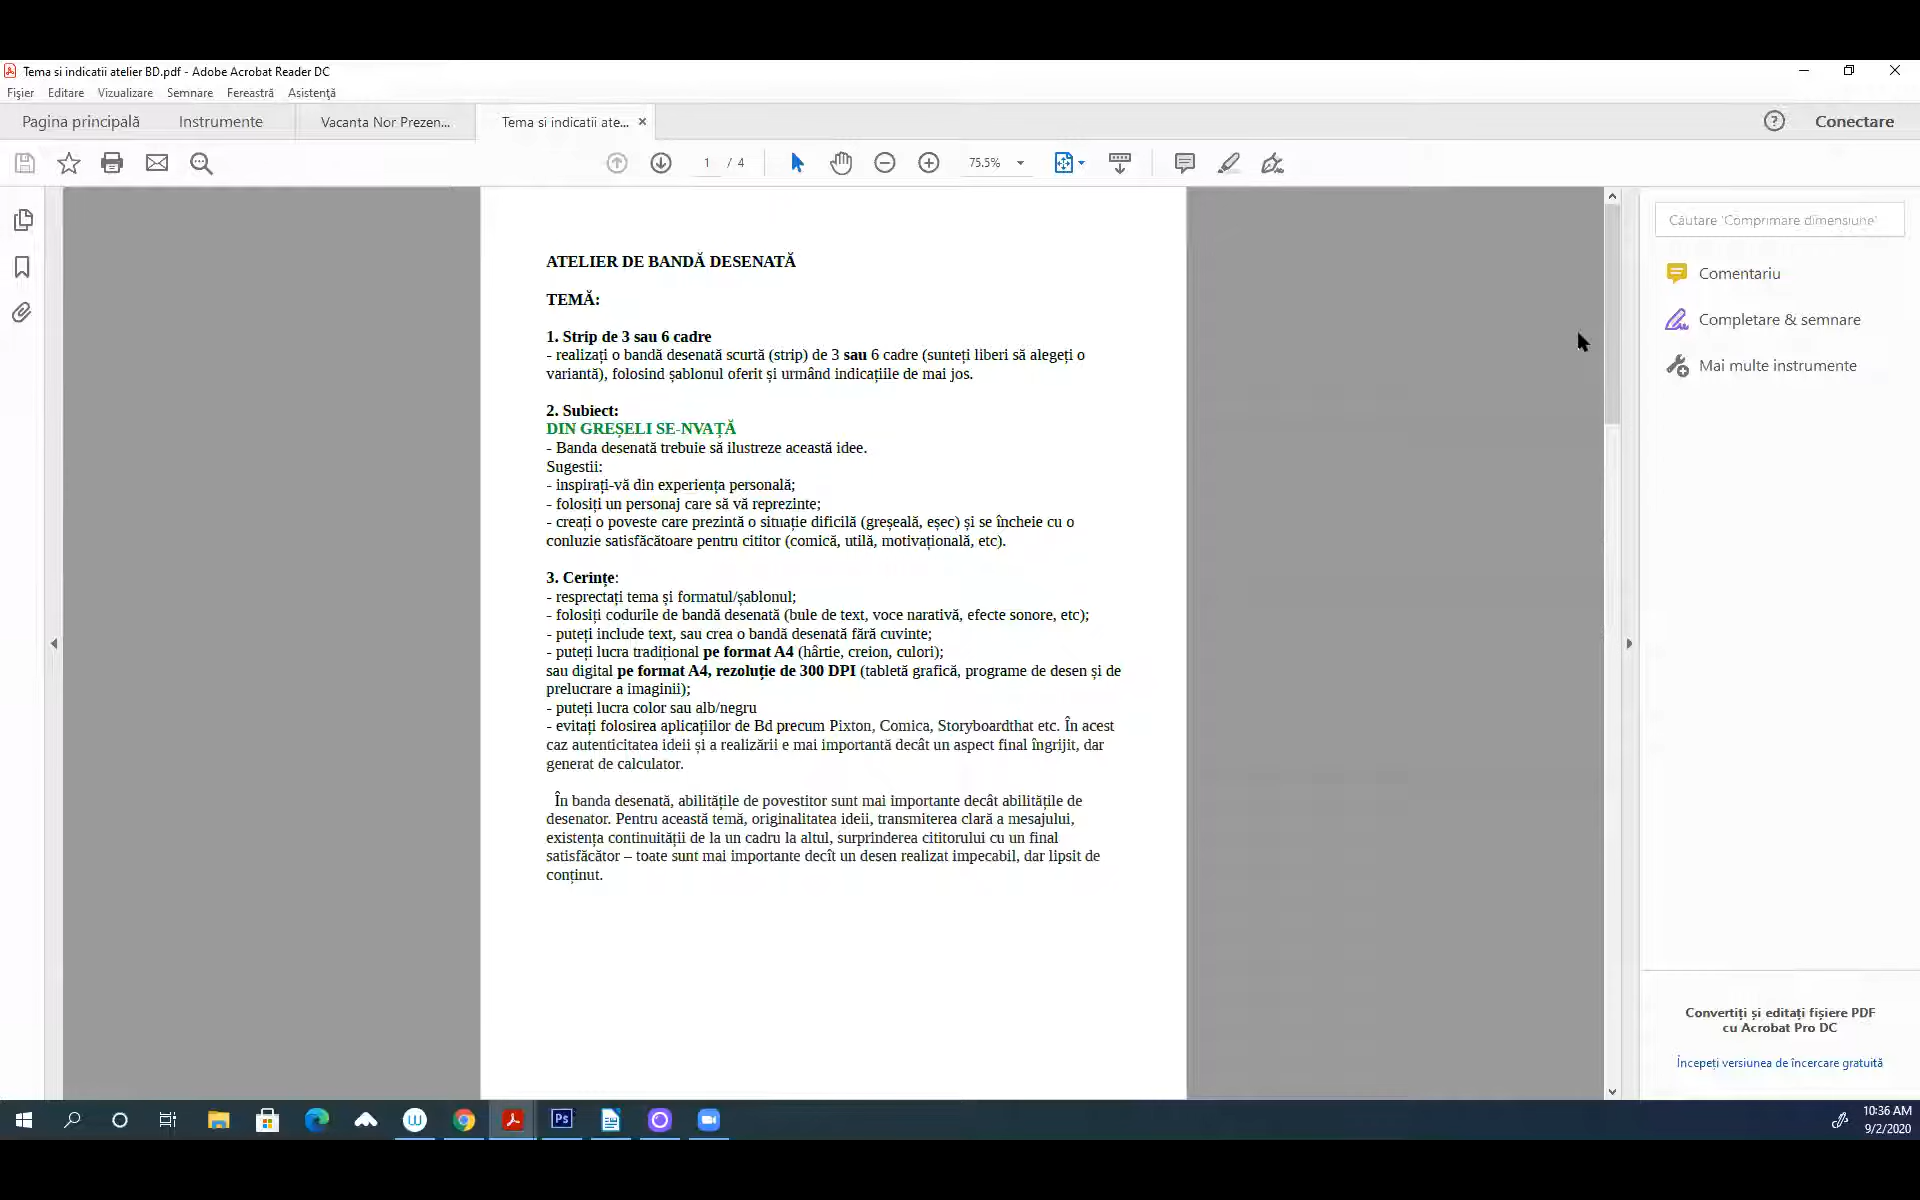 Tema si indicatii atelier BD.pdf - Adobe Acrobat Reader DC
Fișier Editare Vizualizare Semnare Fereastră Asistență
Pagina principală Instrumente Vacanta Nor Prezen... Tema si indicatii ate... × ? Conectare
1 / 4 75.5%
ATELIER DE BANDĂ DESENATĂ
TEMĂ:
1. Strip de 3 sau 6 cadre
- realizați o bandă desenată scurtă (strip) de 3 sau 6 cadre (sunteți liberi să alegeți o
variantă), folosind șablonul oferit și urmând indicațiile de mai jos.
2. Subiect:
DIN GREȘELI SE-NVAȚĂ
- Banda desenată trebuie să ilustreze această idee.
Sugestii:
- inspirați-vă din experiența personală;
- folosiți un personaj care să vă reprezinte;
- creați o poveste care prezintă o situație dificilă (greșeală, eșec) și se încheie cu o
conluzie satisfăcătoare pentru cititor (comică, utilă, motivațională, etc).
3. Cerințe:
- resprectați tema și formatul/șablonul;
- folosiți codurile de bandă desenată (bule de text, voce narativă, efecte sonore, etc);
- puteți include text, sau crea o bandă desenată fără cuvinte;
- puteți lucra tradițional pe format A4 (hârtie, creion, culori);
sau digital pe format A4, rezoluție de 300 DPI (tabletă grafică, programe de desen și de
prelucrare a imaginii);
- puteți lucra color sau alb/negru
- evitați folosirea aplicațiilor de Bd precum Pixton, Comica, Storyboardthat etc. În acest
caz autenticitatea ideii și a realizării e mai importantă decât un aspect final îngrijit, dar
generat de calculator.
În banda desenată, abilitățile de povestitor sunt mai importante decât abilitățile de
desenator. Pentru această temă, originalitatea ideii, transmiterea clară a mesajului,
existența continuității de la un cadru la altul, surprinderea cititorului cu un final
satisfăcător – toate sunt mai importante decît un desen realizat impecabil, dar lipsit de
conținut.
Căutare 'Comprimare dimensiune'
Comentariu
Completare & semnare
Mai multe instrumente
Convertiți și editați fișiere PDF
cu Acrobat Pro DC
Începeți versiunea de încercare gratuită
Ps
10:36 AM
9/2/2020